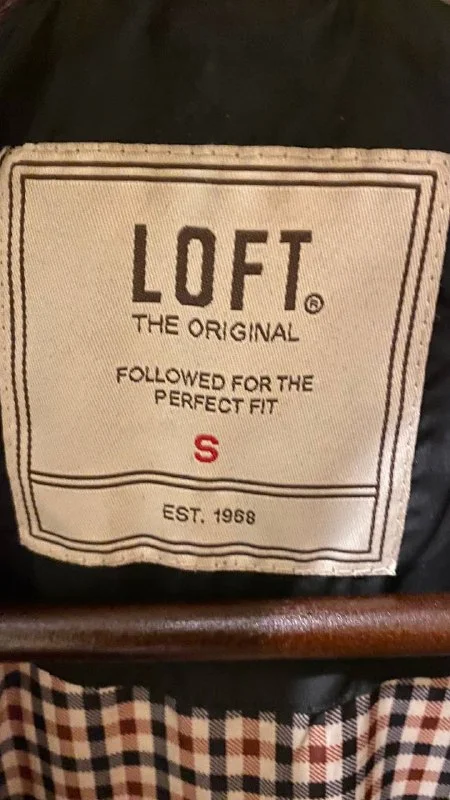 LOFT®
THE ORIGINAL
FOLLOWED FOR THE
PERFECT FIT
S
EST. 1968